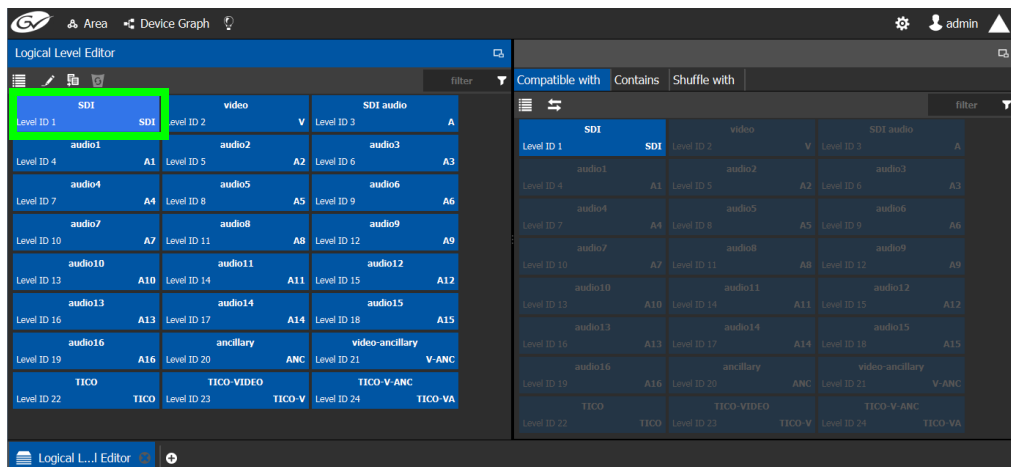 GV Area Device Graph admin
Logical Level Editor
filter
Compatible with Contains Shuffle with
filter
SDI video SDI audio
Level ID 1 SDI Level ID 2 V Level ID 3 A
audio1 audio2 audio3
Level ID 4 A1 Level ID 5 A2 Level ID 6 A3
audio4 audio5 audio6
Level ID 7 A4 Level ID 8 A5 Level ID 9 A6
audio7 audio8 audio9
Level ID 10 A7 Level ID 11 A8 Level ID 12 A9
audio10 audio11 audio12
Level ID 13 A10 Level ID 14 A11 Level ID 15 A12
audio13 audio14 audio15
Level ID 16 A13 Level ID 17 A14 Level ID 18 A15
audio16 ancillary video-ancillary
Level ID 19 A16 Level ID 20 ANC Level ID 21 V-ANC
TICO TICO-VIDEO TICO-V-ANC
Level ID 22 TICO Level ID 23 TICO-V Level ID 24 TICO-VA
SDI video SDI audio
Level ID 1 SDI Level ID 2 V Level ID 3 A
audio1 audio2 audio3
Level ID 4 A1 Level ID 5 A2 Level ID 6 A3
audio4 audio5 audio6
Level ID 7 A4 Level ID 8 A5 Level ID 9 A6
audio7 audio8 audio9
Level ID 10 A7 Level ID 11 A8 Level ID 12 A9
audio10 audio11 audio12
Level ID 13 A10 Level ID 14 A11 Level ID 15 A12
audio13 audio14 audio15
Level ID 16 A13 Level ID 17 A14 Level ID 18 A15
audio16 ancillary video-ancillary
Level ID 19 A16 Level ID 20 ANC Level ID 21 V-ANC
TICO TICO-VIDEO TICO-V-ANC
Level ID 22 TICO Level ID 23 TICO-V Level ID 24 TICO-VA
Logical L...l Editor